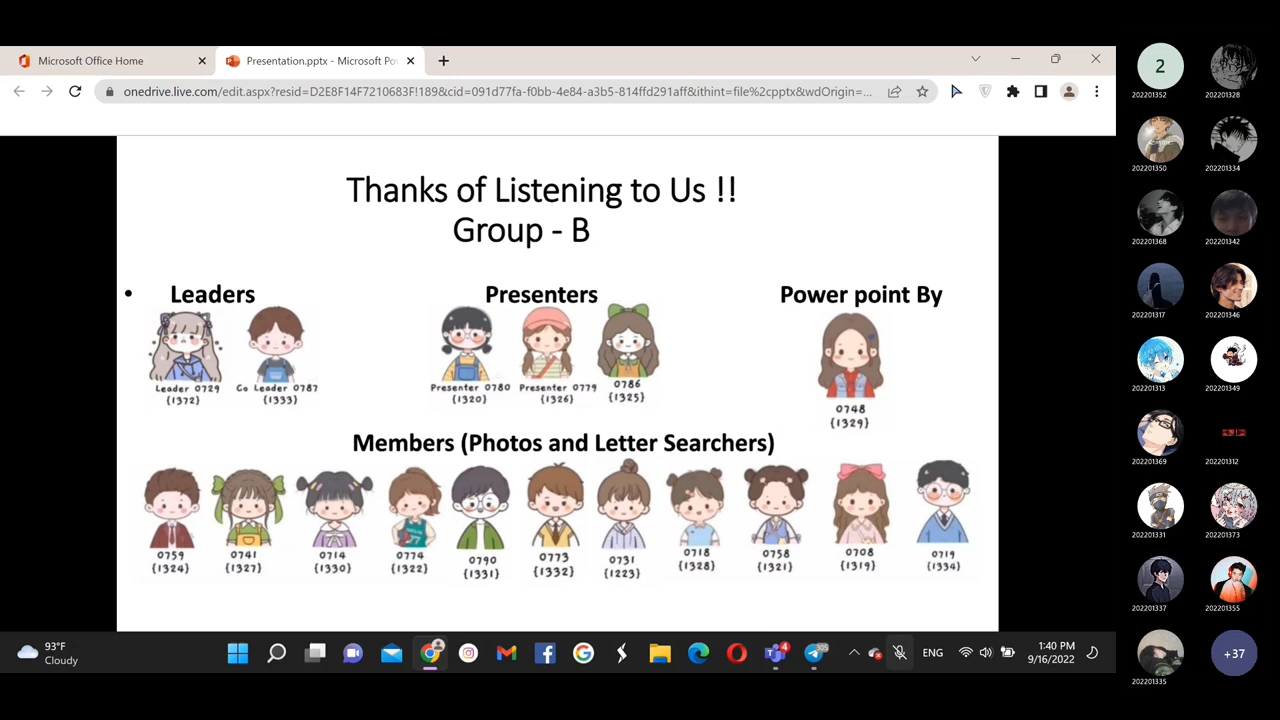 Microsoft Office Home
Presentation.pptx - Microsoft Po
onedrive.live.com/edit.aspx?resid=D2E8F14F7210683F!189&cid=091d77fa-f0bb-4e84-a3b5-814ffd291aff&ithint=file%2cpptx&wdOrigin=...
Thanks of Listening to Us !!
Group - B
• Leaders Presenters Power point By
Leader 0729 Co Leader 0787 Presenter 0780 Presenter 0779 0786 0748
{1372} {1333} {1320} {1326} {1325} {1329}
Members (Photos and Letter Searchers)
0759 0741 0714 0774 0790 0773 0731 0718 0758 0708 0719
{1324} {1327} {1330} {1322} {1331} {1332} {1223} {1328} {1321} {1319} {1334}
2
202201352 202201328
202201350 202201334
202201368 202201342
202201317 202201346
202201313 202201349
202201369 202201312
202201331 202201373
202201337 202201355
202201335 +37
93°F
Cloudy
4
305
ENG
1:40 PM
9/16/2022